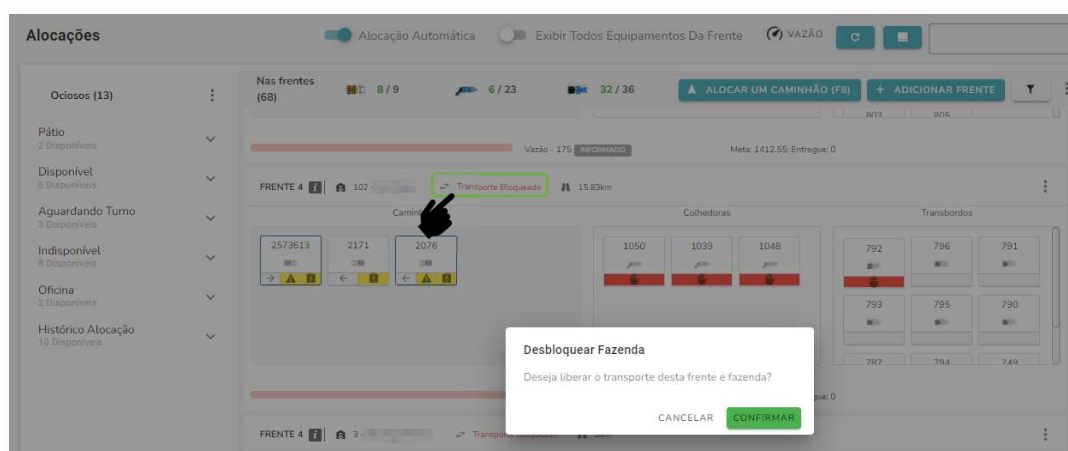 Alocações
Alocação Automática
Exibir Todos Equipamentos Da Frente
VAZÃO
Ociosos (13)
Pátio
2 Disponíveis
Disponível
6 Disponíveis
Aguardando Turno
3 Disponíveis
Indisponível
8 Disponíveis
Oficina
2 Disponíveis
Histórico Alocação
10 Disponíveis
Nas frentes
(68)
8 / 9
6 / 23
32 / 36
ALOCAR UM CAMINHÃO (F8)
+ ADICIONAR FRENTE
803 805
Vazão - 175 INFORMADO
Meta: 1412.55: Entregue: 0
FRENTE 4
102 -
Transporte Bloqueado
15.83km
Colhedoras
Transbordos
2573613 2171 2076
1050 1039 1048
792 796 791
793 795 790
787 794 749
Desbloquear Fazenda
Deseja liberar o transporte desta frente e fazenda?
CANCELAR CONFIRMAR
FRENTE 4
3 -